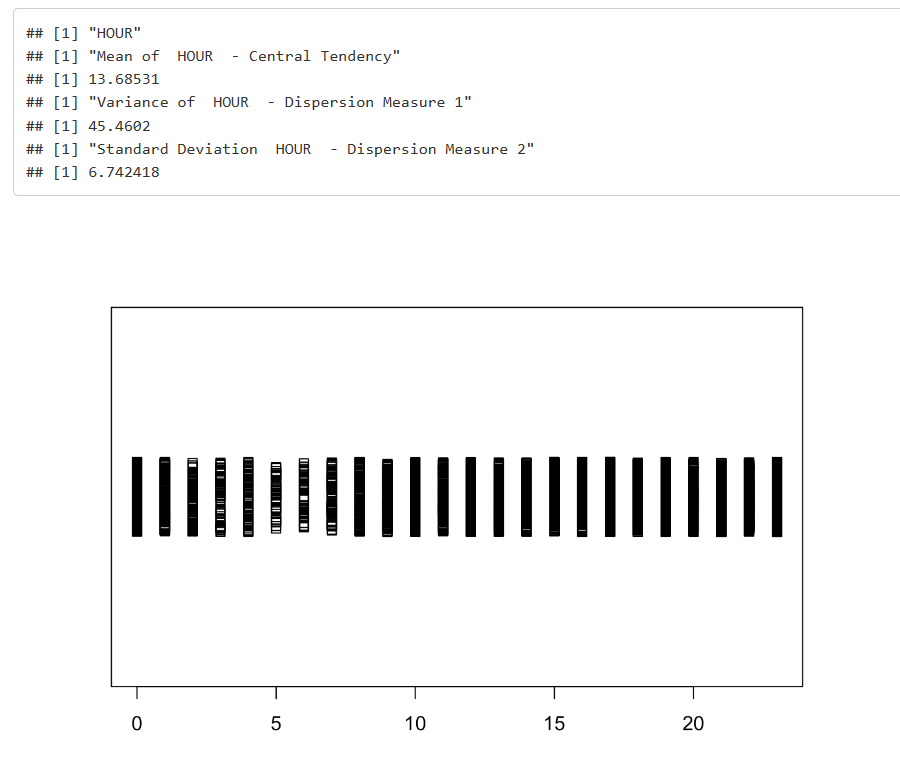 ## [1] "HOUR"
## [1] "Mean of  HOUR  - Central Tendency"
## [1] 13.68531
## [1] "Variance of  HOUR  - Dispersion Measure 1"
## [1] 45.4602
## [1] "Standard Deviation  HOUR  - Dispersion Measure 2"
## [1] 6.742418
0 5 10 15 20